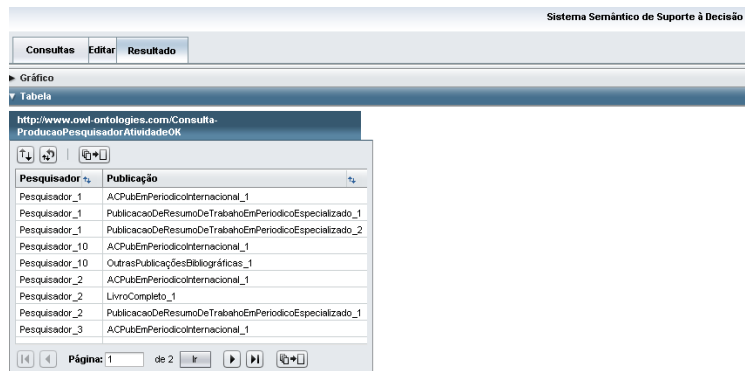 Sistema Semântico de Suporte à Decisão
Consultas Editar Resultado
Gráfico
Tabela
http://www.owl-ontologies.com/Consulta-
ProducaoPesquisadorAtividadeOK
Pesquisador Publicação
Pesquisador_1 ACPubEmPeriodicoInternacional_1
Pesquisador_1 PublicacaoDeResumoDeTrabahoEmPeriodicoEspecializado_1
Pesquisador_1 PublicacaoDeResumoDeTrabahoEmPeriodicoEspecializado_2
Pesquisador_10 ACPubEmPeriodicoInternacional_1
Pesquisador_10 OutrasPublicaçõesBibliográficas_1
Pesquisador_2 ACPubEmPeriodicoInternacional_1
Pesquisador_2 LivroCompleto_1
Pesquisador_2 PublicacaoDeResumoDeTrabahoEmPeriodicoEspecializado_1
Pesquisador_3 ACPubEmPeriodicoInternacional_1
Página: 1 de 2 Ir